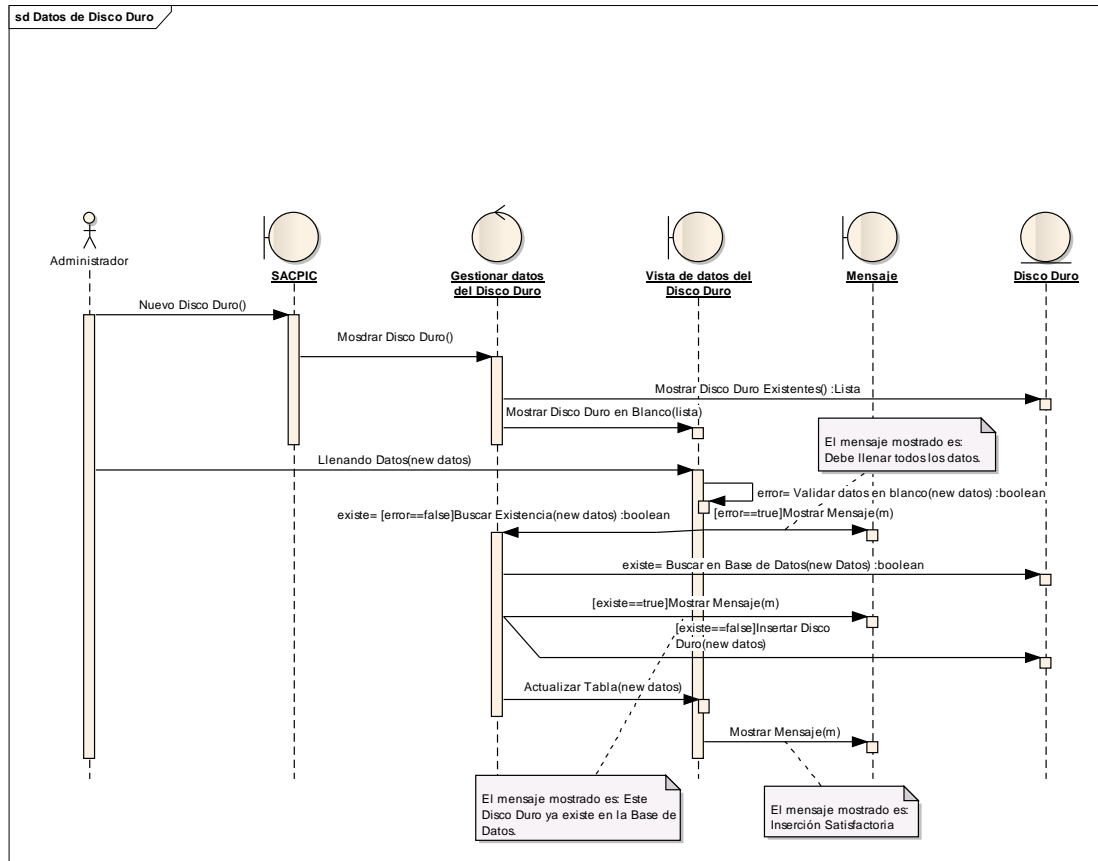 sd Datos de Disco Duro
Administrador
SACPIC
Gestionar datos
del Disco Duro
Vista de datos del
Disco Duro
Mensaje
Disco Duro
Nuevo Disco Duro()
Mosdrar Disco Duro()
Mostrar Disco Duro Existentes() :Lista
Mostrar Disco Duro en Blanco(lista)
El mensaje mostrado es:
Debe llenar todos los datos.
Llenando Datos(new datos)
error= Validar datos en blanco(new datos) :boolean
existe= [error==false]Buscar Existencia(new datos) :boolean
[error==true]Mostrar Mensaje(m)
existe= Buscar en Base de Datos(new Datos) :boolean
[existe==true]Mostrar Mensaje(m)
[existe==false]Insertar Disco
Duro(new datos)
Actualizar Tabla(new datos)
Mostrar Mensaje(m)
El mensaje mostrado es: Este
Disco Duro ya existe en la Base de
Datos.
El mensaje mostrado es:
Inserción Satisfactoria